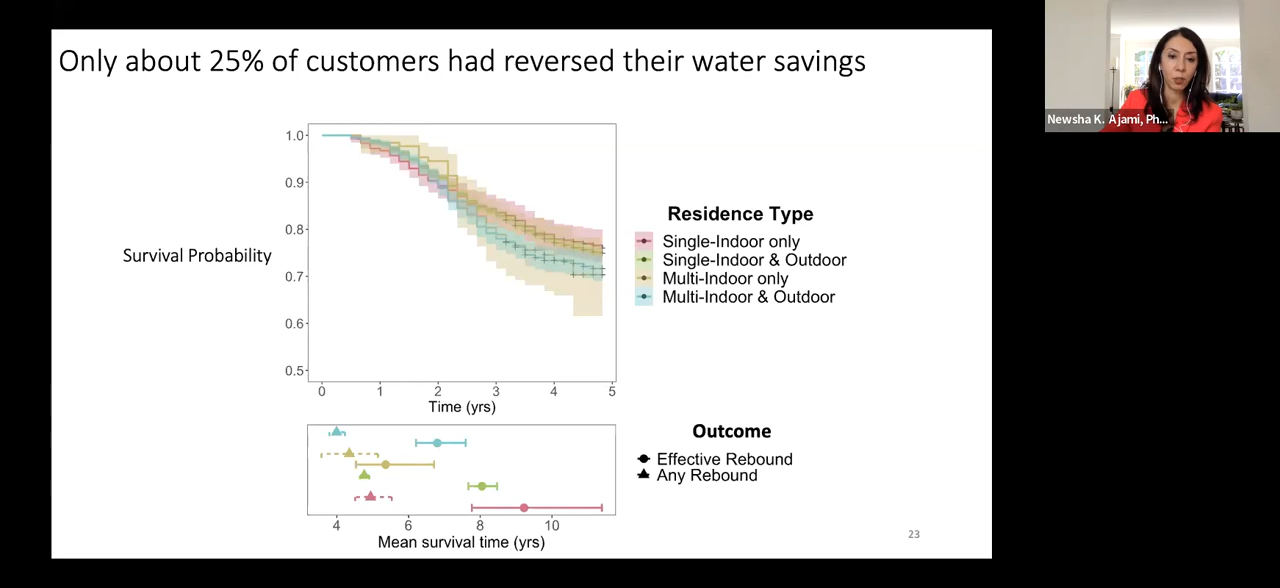 Only about 25% of customers had reversed their water savings
Newsha K. Ajami, Ph...
1.0
0.9
0.8
0.7
0.6
0.5
Survival Probability
0 1 2 3 4 5
Time (yrs)
Residence Type
Single-Indoor only
Single-Indoor & Outdoor
Multi-Indoor only
Multi-Indoor & Outdoor
4 6 8 10
Mean survival time (yrs)
Outcome
Effective Rebound
Any Rebound
23